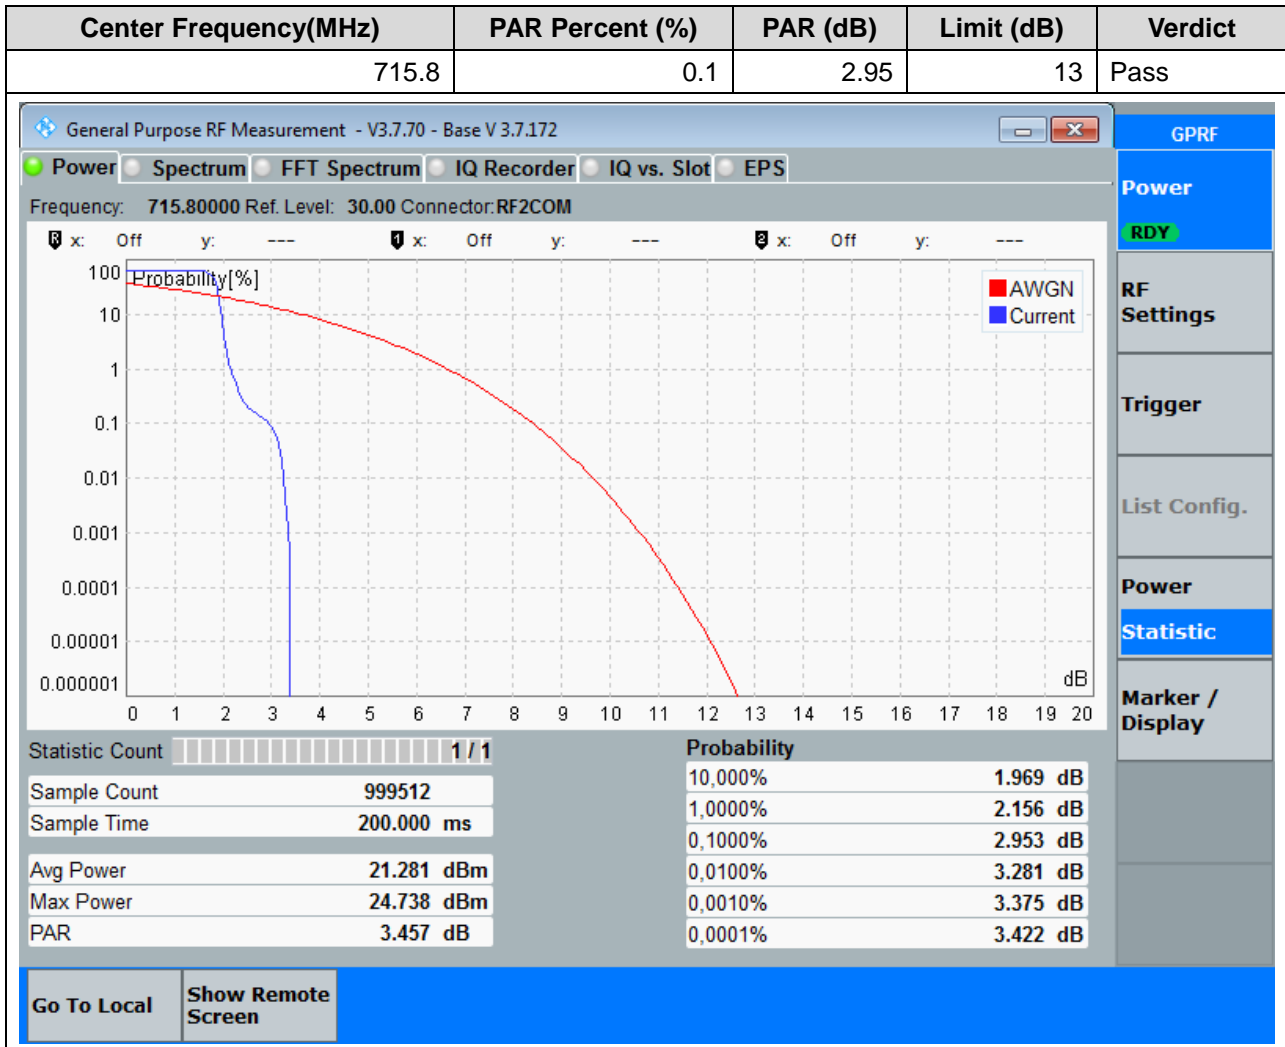 Center Frequency(MHz) PAR Percent (%) PAR (dB) Limit (dB) Verdict
715.8 0.1 2.95 13 Pass
General Purpose RF Measurement - V3.7.70 - Base V 3.7.172
GPRF
Power Spectrum FFT Spectrum IQ Recorder IQ vs. Slot EPS
Frequency: 715.80000 Ref. Level: 30.00 Connector:RF2COM
R x: Off y: --- 1 x: Off y: --- 2 x: Off y: ---
Probability[%]
AWGN
Current
100
10
1
0.1
0.01
0.001
0.0001
0.00001
0.000001
dB
0 1 2 3 4 5 6 7 8 9 10 11 12 13 14 15 16 17 18 19 20
Statistic Count 1 / 1
Sample Count 999512
Sample Time 200.000 ms
Avg Power 21.281 dBm
Max Power 24.738 dBm
PAR 3.457 dB
Probability
10,000% 1.969 dB
1,0000% 2.156 dB
0,1000% 2.953 dB
0,0100% 3.281 dB
0,0010% 3.375 dB
0,0001% 3.422 dB
Power
RDY
RF
Settings
Trigger
List Config.
Power
Statistic
Marker /
Display
Go To Local
Show Remote
Screen